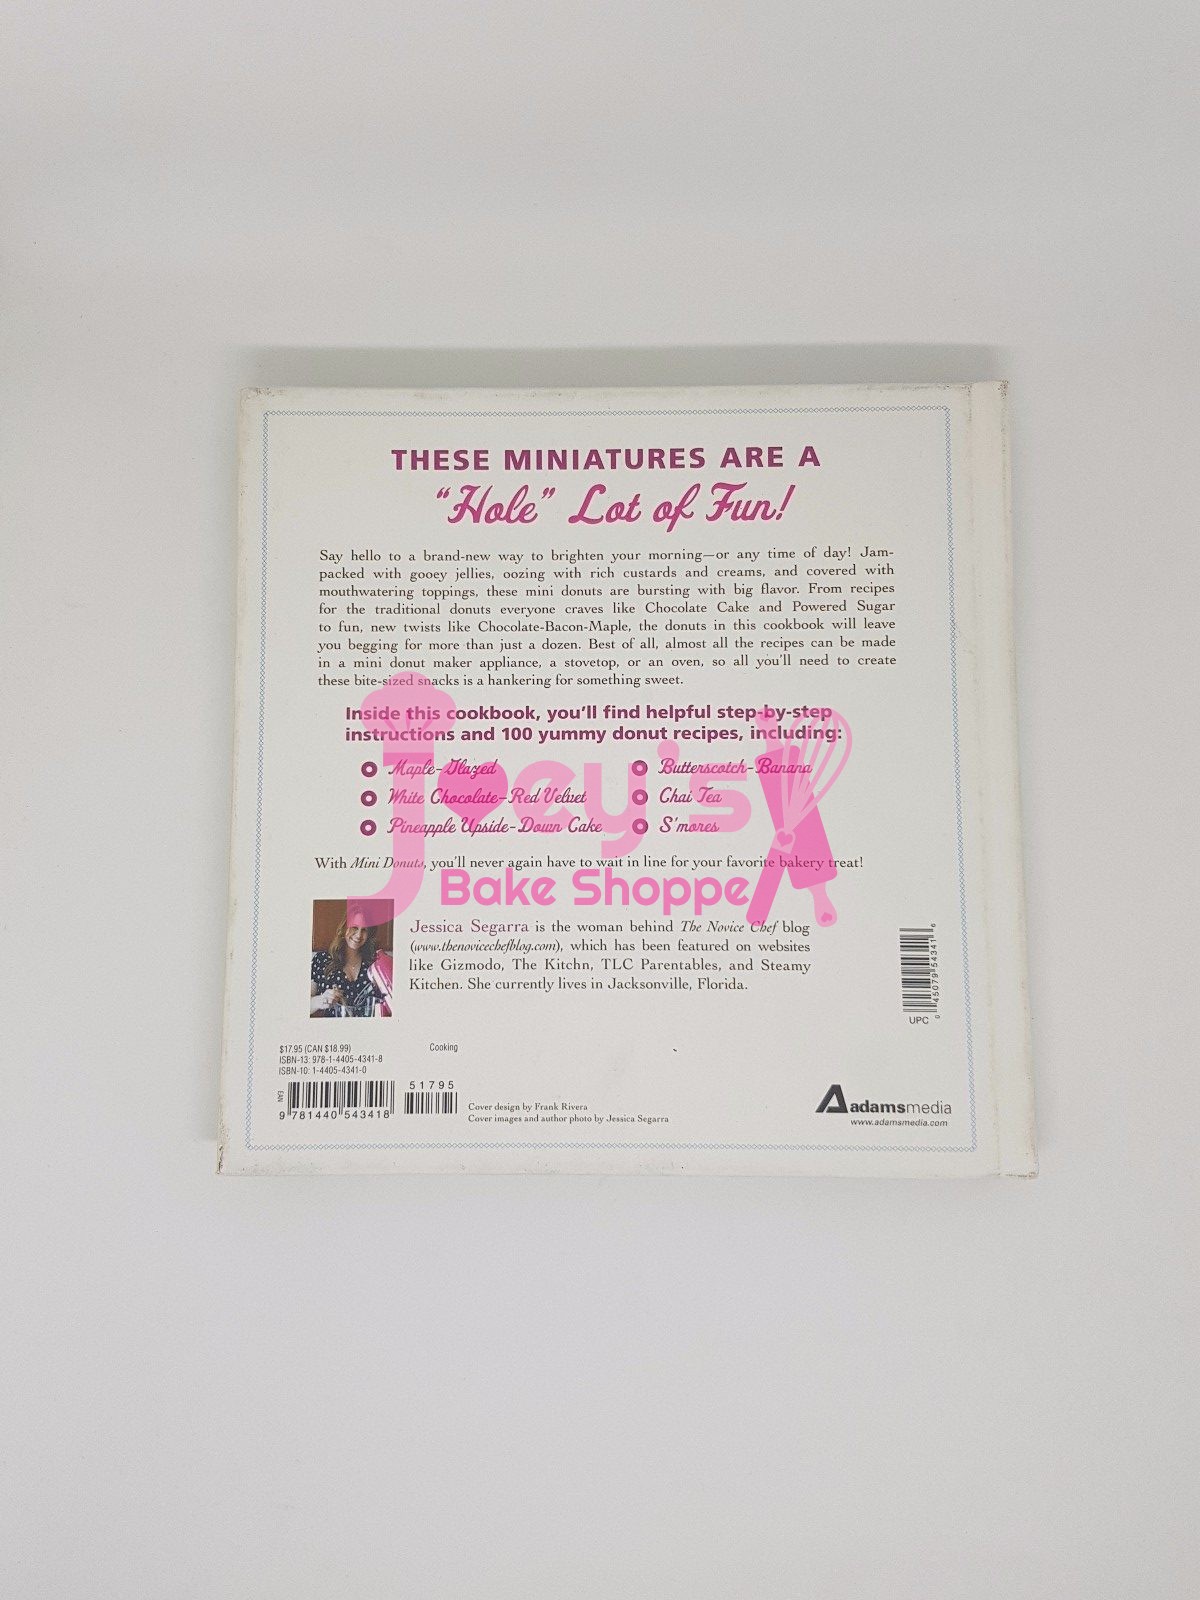 THESE MINIATURES ARE A
“Hole” Lot of Fun!
Say hello to a brand-new way to brighten your morning—or any time of day! Jam-
packed with gooey jellies, oozing with rich custards and creams, and covered with
mouthwatering toppings, these mini donuts are bursting with big flavor. From recipes
for the traditional donuts everyone craves like Chocolate Cake and Powered Sugar
to fun, new twists like Chocolate-Bacon-Maple, the donuts in this cookbook will leave
you begging for more than just a dozen. Best of all, almost all the recipes can be made
in a mini donut maker appliance, a stovetop, or an oven, so all you’ll need to create
these bite-sized snacks is a hankering for something sweet.
Inside this cookbook, you’ll find helpful step-by-step
instructions and 100 yummy donut recipes, including:
Maple-Glazed
White Chocolate-Red Velvet
Pineapple Upside-Down Cake
Butterscotch-Banana
Chai Tea
S’mores
Joey's
Bake Shoppe
With Mini Donuts, you’ll never again have to wait in line for your favorite bakery treat!
Jessica Segarra is the woman behind The Novice Chef blog
(www.thenovicechefblog.com), which has been featured on websites
like Gizmodo, The Kitchn, TLC Parentables, and Steamy
Kitchen. She currently lives in Jacksonville, Florida.
0 45079 54341 6
UPC
$17.95 (CAN $18.99)
Cooking
ISBN-13: 978-1-4405-4341-8
ISBN-10: 1-4405-4341-0
EAN
9 781440 543418
51795
Cover design by Frank Rivera
Cover images and author photo by Jessica Segarra
adamsmedia
www.adamsmedia.com